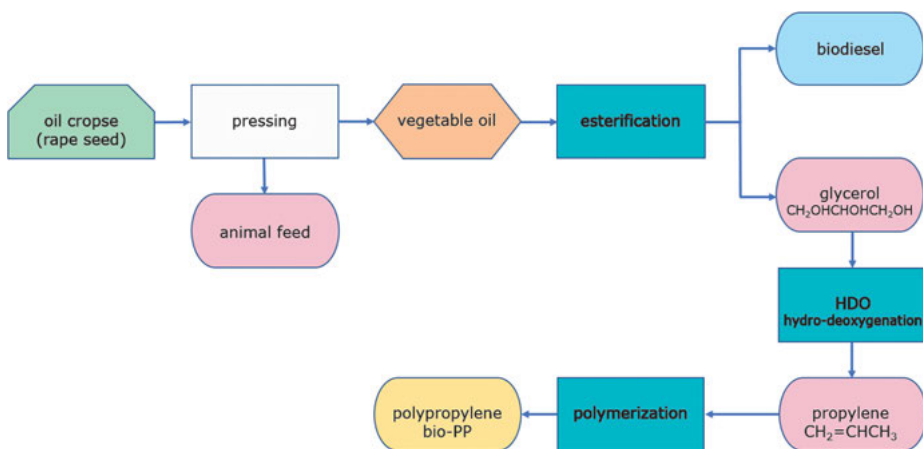 biodiesel
oil cropse
(rape seed)
pressing
vegetable oil
esterification
animal feed
glycerol
CH₂OHCHOHCH₂OH
HDO
hydro-deoxygenation
polypropylene
bio-PP
polymerization
propylene
CH₂=CHCH₃